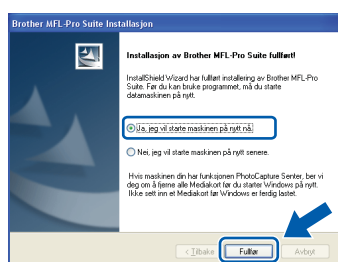 Brother MFL-Pro Suite Installasjon
Installasjon av Brother MFL-Pro Suite fullført!
InstallShield Wizard har fullført installering av Brother MFL-Pro
Suite. Før du kan bruke programmet, må du starte
datamaskinen på nytt.
Ja, jeg vil starte maskinen på nytt nå.
Nei, jeg vil starte maskinen på nytt senere.
Hvis maskinen din har funksjonen PhotoCapture Senter, ber vi
deg om å fjerne alle Mediakort før du starter Windows på nytt.
Ikke sett inn et Mediakort før Windows er ferdig lastet.
< Tilbake
Fullfør
Avbryt